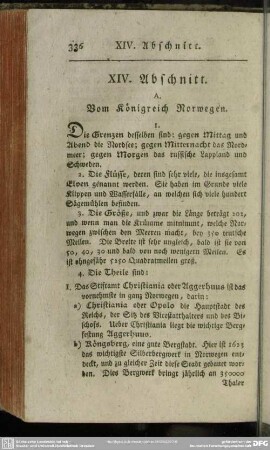 336 XIV. Abschnitt.
XIV. Abschnitt.
A.
Vom Königreich Norwegen.
1.
Die Grenzen desselben sind: gegen Mittag und
Abend die Nordsee; gegen Mitternacht das Nord-
meer; gegen Morgen das russische Lappland und
Schweden.
2. Die Flüsse, deren sind sehr viele, die insgesamt
Elven genannt werden. Sie haben im Grunde viele
Klippen und Wasserfälle, an welchen sich viele hundert
Sägemühlen befinden.
3. Die Größe, und zwar die Länge beträgt 202,
und wenn man die Krümme mitnimmt, welche Nor-
wegen zwischen den Meeren macht, bey 350 teutsche
Meilen. Die Breite ist sehr ungleich, bald ist sie von
50, 40, 30 und bald von noch wenigern Meilen. Es
ist ohngefähr 5250 Quadratmeilen groß.
4. Die Theile sind:
1. Das Stiftamt Christiania oder Aggerhuus ist das
vornehmste in ganz Norwegen, darin:
a) Christiania oder Opslo die Hauptstadt des
Reichs, der Sitz des Vicestatthalters und des Bi-
schofs. Ueber Christiania liegt die wichtige Berg-
festung Aggerhuus.
b) Köngsberg, eine gute Bergstadt. Hier ist 1623
das wichtigste Silberbergwerk in Norwegen ent-
deckt, und zu gleicher Zeit diese Stadt gebauet wor-
den. Dies Bergwerk bringt jährlich an 350000
Thaler